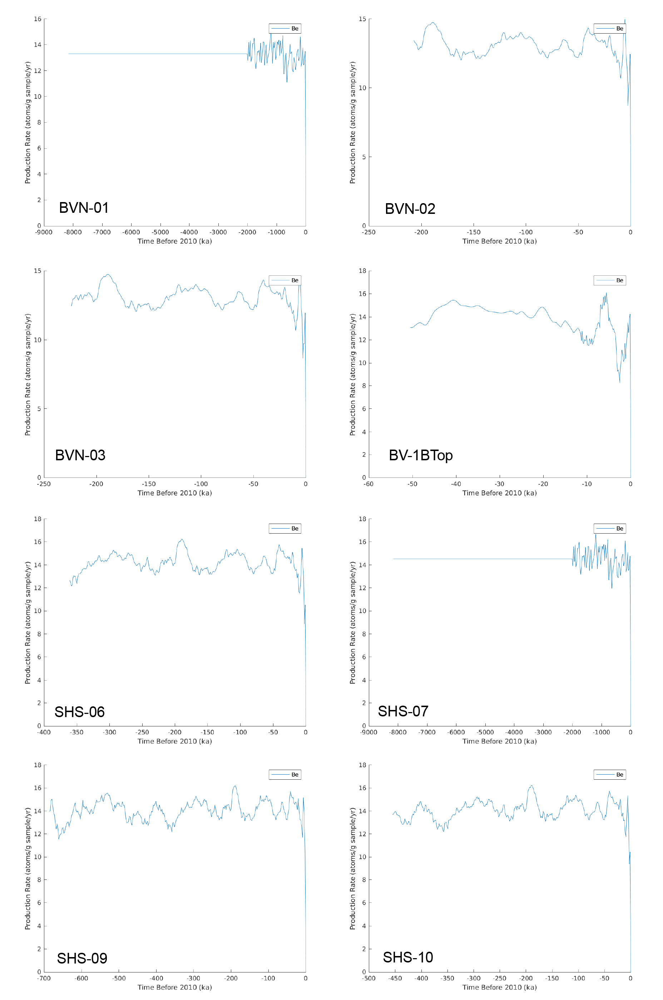 16
14
12
10
8
6
4
2
0
Production Rate (atoms/g sample/yr)
Be
BVN-01
-9000 -8000 -7000 -6000 -5000 -4000 -3000 -2000 -1000 0
Time Before 2010 (ka)
15
10
5
0
Production Rate (atoms/g sample/yr)
Be
BVN-02
-250 -200 -150 -100 -50 0
Time Before 2010 (ka)
15
10
5
0
Production Rate (atoms/g sample/yr)
Be
BVN-03
-250 -200 -150 -100 -50 0
Time Before 2010 (ka)
18
16
14
12
10
8
6
4
2
0
Production Rate (atoms/g sample/yr)
Be
BV-1BTop
-60 -50 -40 -30 -20 -10 0
Time Before 2010 (ka)
18
16
14
12
10
8
6
4
2
0
Production Rate (atoms/g sample/yr)
Be
SHS-06
-400 -350 -300 -250 -200 -150 -100 -50 0
Time Before 2010 (ka)
18
16
14
12
10
8
6
4
2
0
Production Rate (atoms/g sample/yr)
Be
SHS-07
-9000 -8000 -7000 -6000 -5000 -4000 -3000 -2000 -1000 0
Time Before 2010 (ka)
18
16
14
12
10
8
6
4
2
0
Production Rate (atoms/g sample/yr)
Be
SHS-09
-700 -600 -500 -400 -300 -200 -100 0
Time Before 2010 (ka)
18
16
14
12
10
8
6
4
2
0
Production Rate (atoms/g sample/yr)
Be
SHS-10
-500 -450 -400 -350 -300 -250 -200 -150 -100 -50 0
Time Before 2010 (ka)